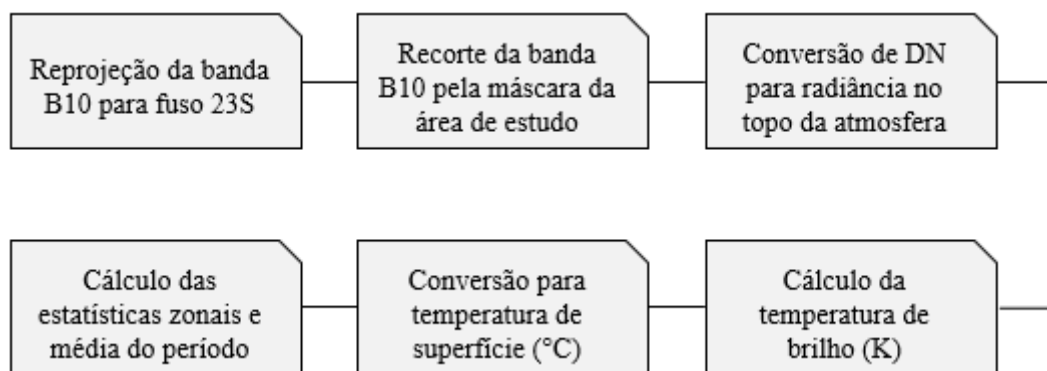 Reprojeção da banda
B10 para fuso 23S
Recorte da banda
B10 pela máscara da
área de estudo
Conversão de DN
para radiância no
topo da atmosfera
Cálculo das
estatísticas zonais e
média do período
Conversão para
temperatura de
superfície (°C)
Cálculo da
temperatura de
brilho (K)